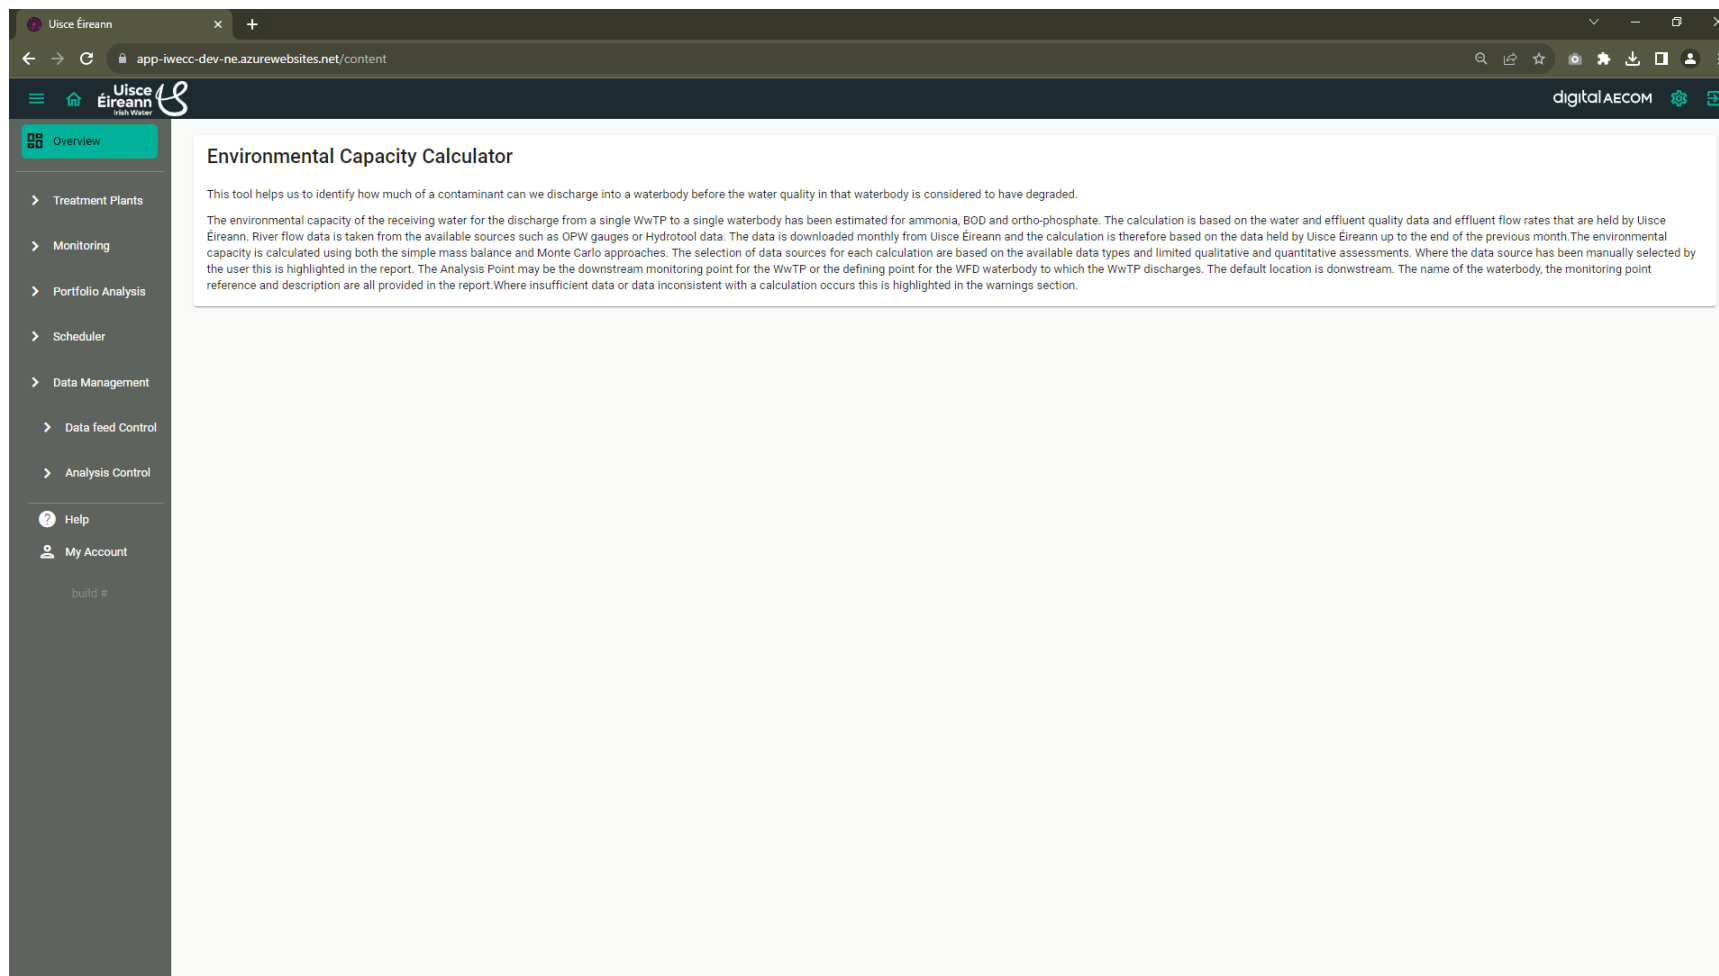 Uisce Éireann
app-iwecc-dev-ne.azurewebsites.net/content
Uisce
Éireann
Irish Water
digital AECOM
Overview
Treatment Plants
Monitoring
Portfolio Analysis
Scheduler
Data Management
Data feed Control
Analysis Control
Help
My Account
build #
Environmental Capacity Calculator
This tool helps us to identify how much of a contaminant can we discharge into a waterbody before the water quality in that waterbody is considered to have degraded.
The environmental capacity of the receiving water for the discharge from a single WwTP to a single waterbody has been estimated for ammonia, BOD and ortho-phosphate. The calculation is based on the water and effluent quality data and effluent flow rates that are held by Uisce
Éireann. River flow data is taken from the available sources such as OPW gauges or Hydrotool data. The data is downloaded monthly from Uisce Éireann and the calculation is therefore based on the data held by Uisce Éireann up to the end of the previous month.The environmental
capacity is calculated using both the simple mass balance and Monte Carlo approaches. The selection of data sources for each calculation are based on the available data types and limited qualitative and quantitative assessments. Where the data source has been manually selected by
the user this is highlighted in the report. The Analysis Point may be the downstream monitoring point for the WwTP or the defining point for the WFD waterbody to which the WwTP discharges. The default location is donwstream. The name of the waterbody, the monitoring point
reference and description are all provided in the report.Where insufficient data or data inconsistent with a calculation occurs this is highlighted in the warnings section.